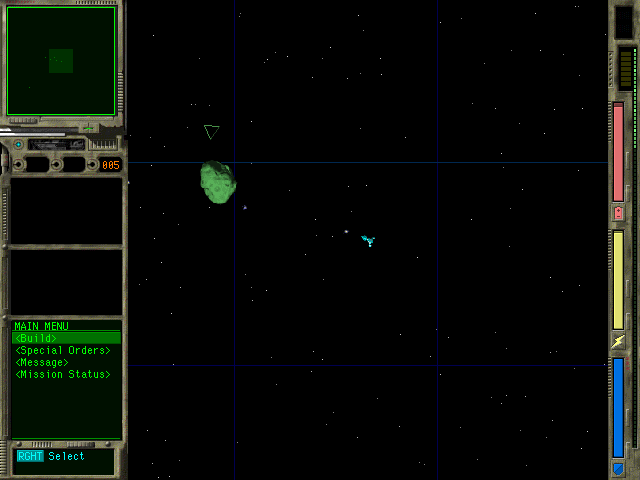 005
MAIN MENU
<Build>
<Special Orders>
<Message>
<Mission Status>
RGHT Select